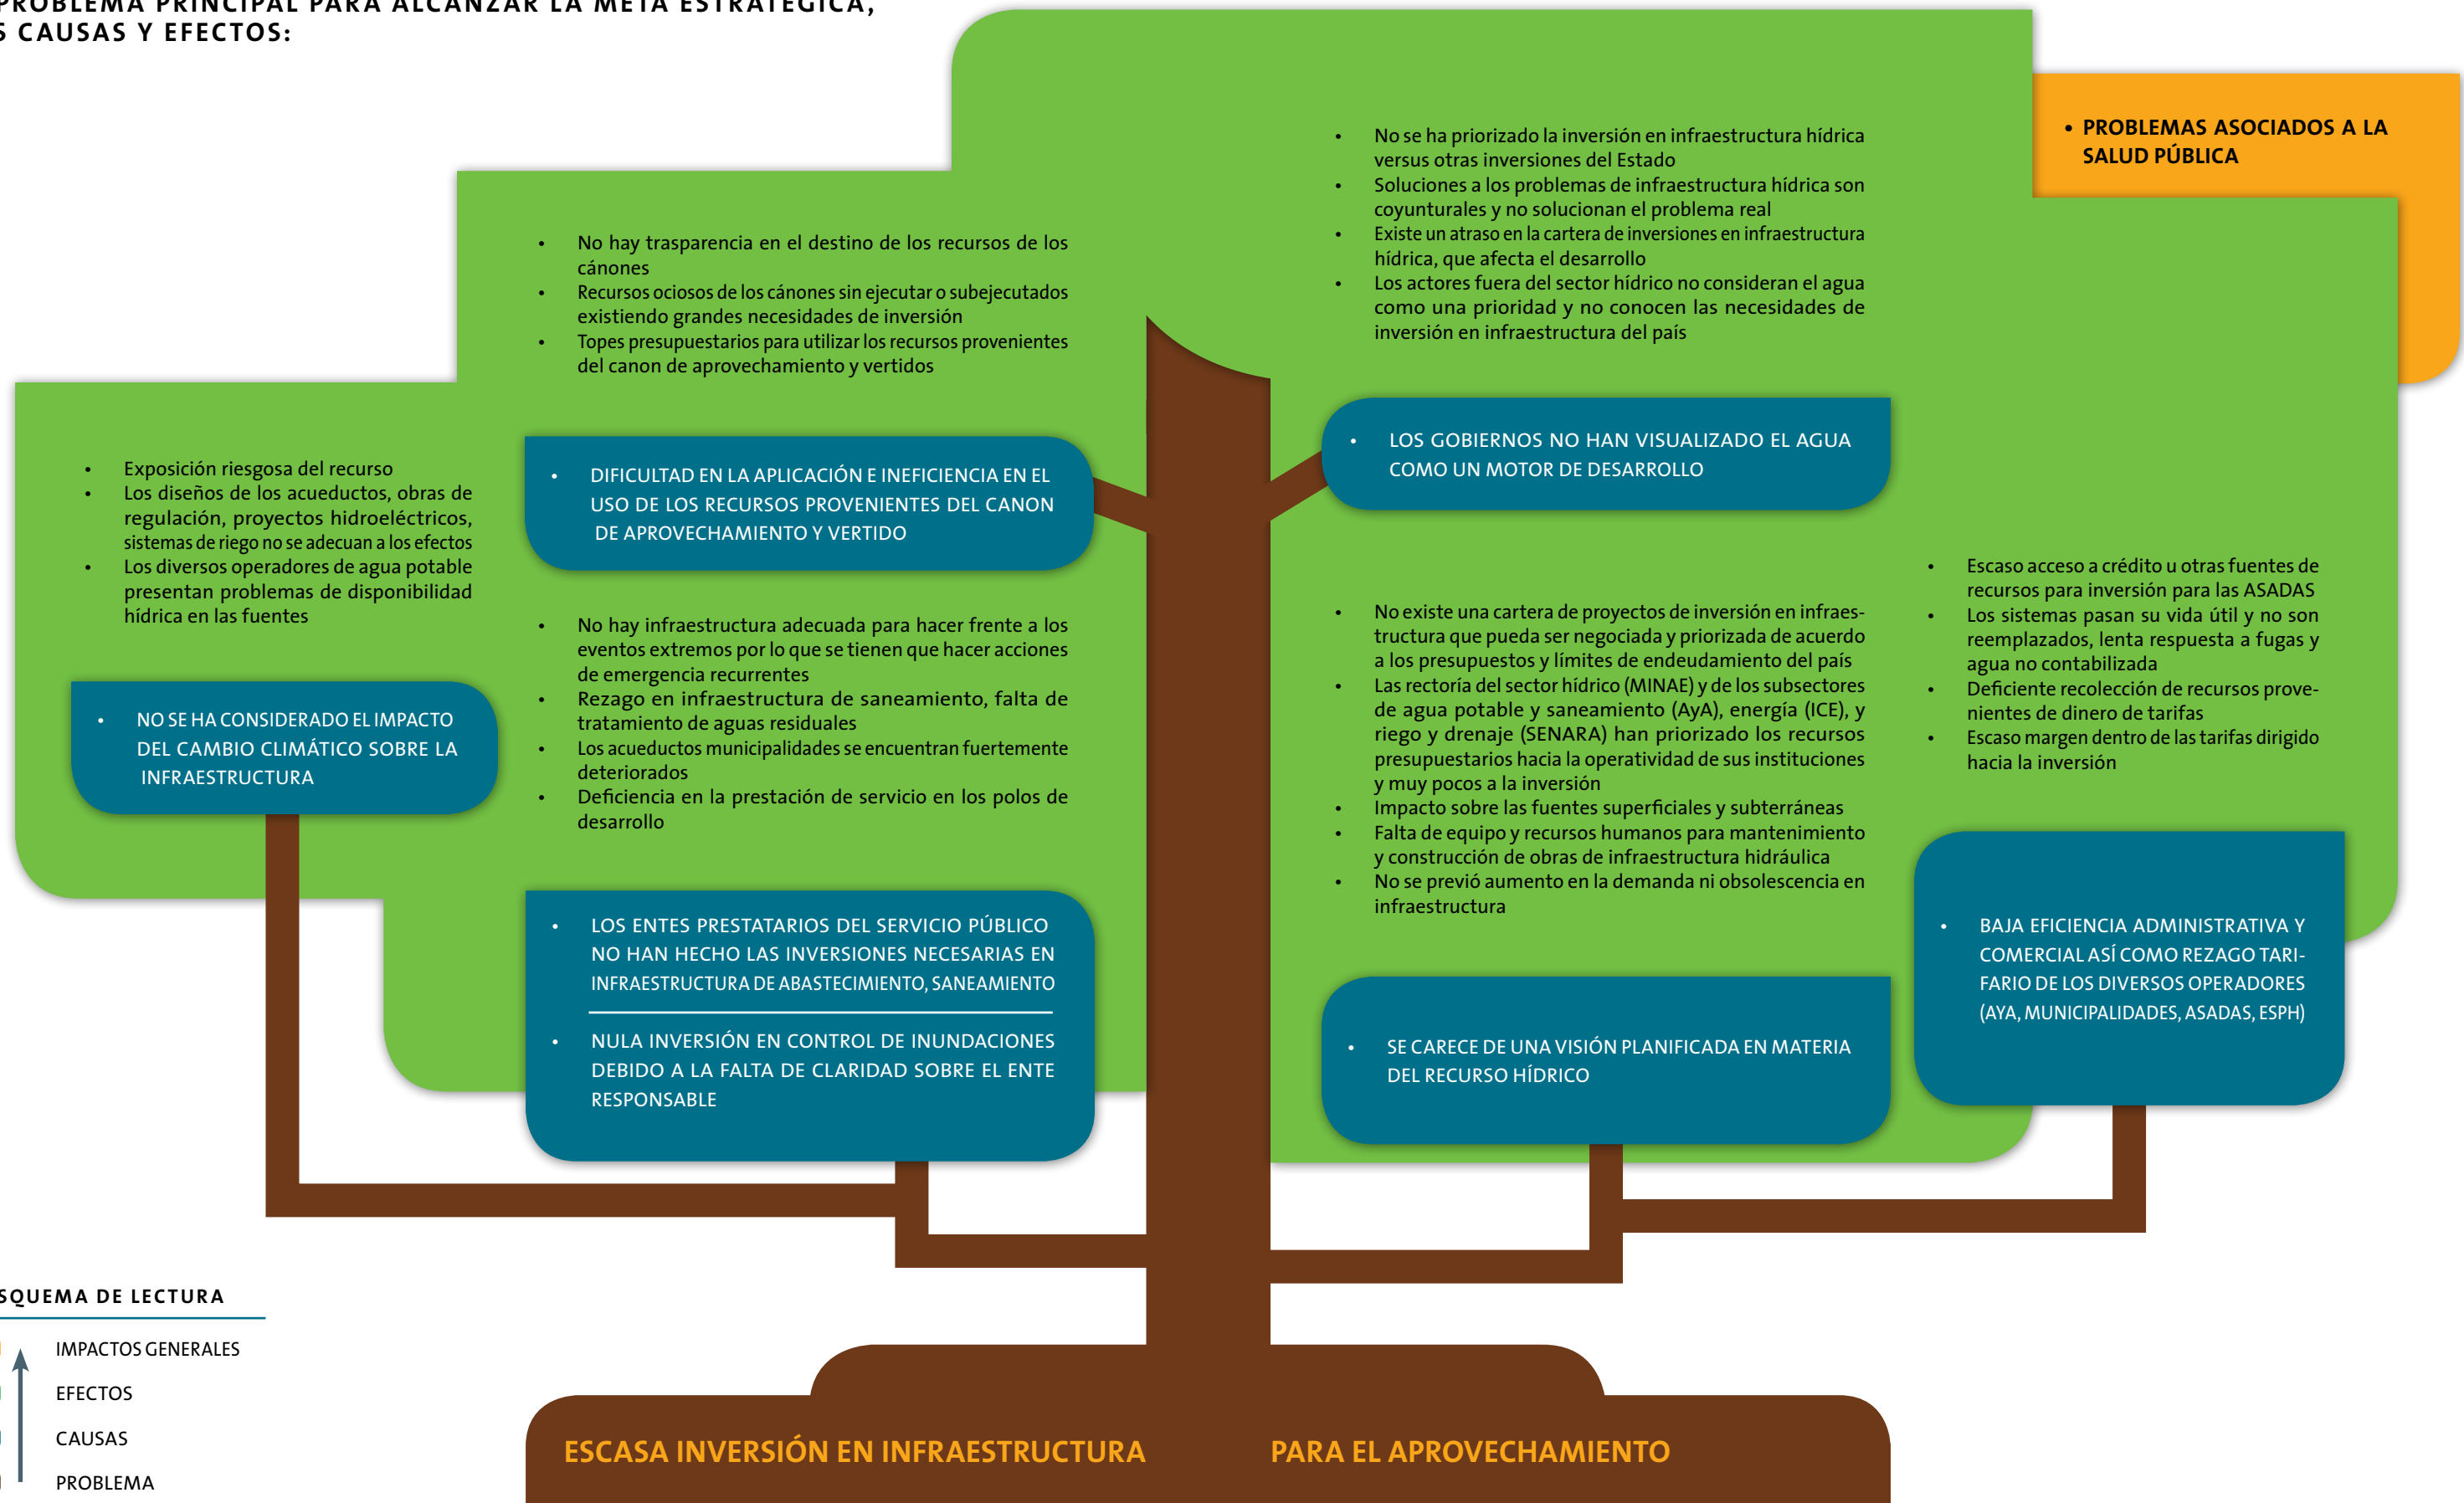 PROBLEMA PRINCIPAL PARA ALCANZAR LA META ESTRATÉGICA,
S CAUSAS Y EFECTOS:
• PROBLEMAS ASOCIADOS A LA
SALUD PÚBLICA
• No se ha priorizado la inversión en infraestructura hídrica
versus otras inversiones del Estado
• Soluciones a los problemas de infraestructura hídrica son
coyunturales y no solucionan el problema real
• Existe un atraso en la cartera de inversiones en infraestructura
hídrica, que afecta el desarrollo
• Los actores fuera del sector hídrico no consideran el agua
como una prioridad y no conocen las necesidades de
inversión en infraestructura del país
• No hay trasparencia en el destino de los recursos de los
cánones
• Recursos ociosos de los cánones sin ejecutar o subejecutados
existiendo grandes necesidades de inversión
• Topes presupuestarios para utilizar los recursos provenientes
del canon de aprovechamiento y vertidos
• LOS GOBIERNOS NO HAN VISUALIZADO EL AGUA
COMO UN MOTOR DE DESARROLLO
• DIFICULTAD EN LA APLICACIÓN E INEFICIENCIA EN EL
USO DE LOS RECURSOS PROVENIENTES DEL CANON
DE APROVECHAMIENTO Y VERTIDO
• Exposición riesgosa del recurso
• Los diseños de los acueductos, obras de
regulación, proyectos hidroeléctricos,
sistemas de riego no se adecuan a los efectos
• Los diversos operadores de agua potable
presentan problemas de disponibilidad
hídrica en las fuentes
• NO SE HA CONSIDERADO EL IMPACTO
DEL CAMBIO CLIMÁTICO SOBRE LA
INFRAESTRUCTURA
• No hay infraestructura adecuada para hacer frente a los
eventos extremos por lo que se tienen que hacer acciones
de emergencia recurrentes
• Rezago en infraestructura de saneamiento, falta de
tratamiento de aguas residuales
• Los acueductos municipalidades se encuentran fuertemente
deteriorados
• Deficiencia en la prestación de servicio en los polos de
desarrollo
• LOS ENTES PRESTATARIOS DEL SERVICIO PÚBLICO
NO HAN HECHO LAS INVERSIONES NECESARIAS EN
INFRAESTRUCTURA DE ABASTECIMIENTO, SANEAMIENTO
• NULA INVERSIÓN EN CONTROL DE INUNDACIONES
DEBIDO A LA FALTA DE CLARIDAD SOBRE EL ENTE
RESPONSABLE
• No existe una cartera de proyectos de inversión en infraes-
tructura que pueda ser negociada y priorizada de acuerdo
a los presupuestos y límites de endeudamiento del país
• Las rectoría del sector hídrico (MINAE) y de los subsectores
de agua potable y saneamiento (AyA), energía (ICE), y
riego y drenaje (SENARA) han priorizado los recursos
presupuestarios hacia la operatividad de sus instituciones
y muy pocos a la inversión
• Impacto sobre las fuentes superficiales y subterráneas
• Falta de equipo y recursos humanos para mantenimiento
y construcción de obras de infraestructura hidráulica
• No se previó aumento en la demanda ni obsolescencia en
infraestructura
• SE CARECE DE UNA VISIÓN PLANIFICADA EN MATERIA
DEL RECURSO HÍDRICO
• Escaso acceso a crédito u otras fuentes de
recursos para inversión para las ASADAS
• Los sistemas pasan su vida útil y no son
reemplazados, lenta respuesta a fugas y
agua no contabilizada
• Deficiente recolección de recursos prove-
nientes de dinero de tarifas
• Escaso margen dentro de las tarifas dirigido
hacia la inversión
• BAJA EFICIENCIA ADMINISTRATIVA Y
COMERCIAL ASÍ COMO REZAGO TARI-
FARIO DE LOS DIVERSOS OPERADORES
(AYA, MUNICIPALIDADES, ASADAS, ESPH)
SQUEMA DE LECTURA
IMPACTOS GENERALES
EFECTOS
CAUSAS
PROBLEMA
ESCASA INVERSIÓN EN INFRAESTRUCTURA PARA EL APROVECHAMIENTO